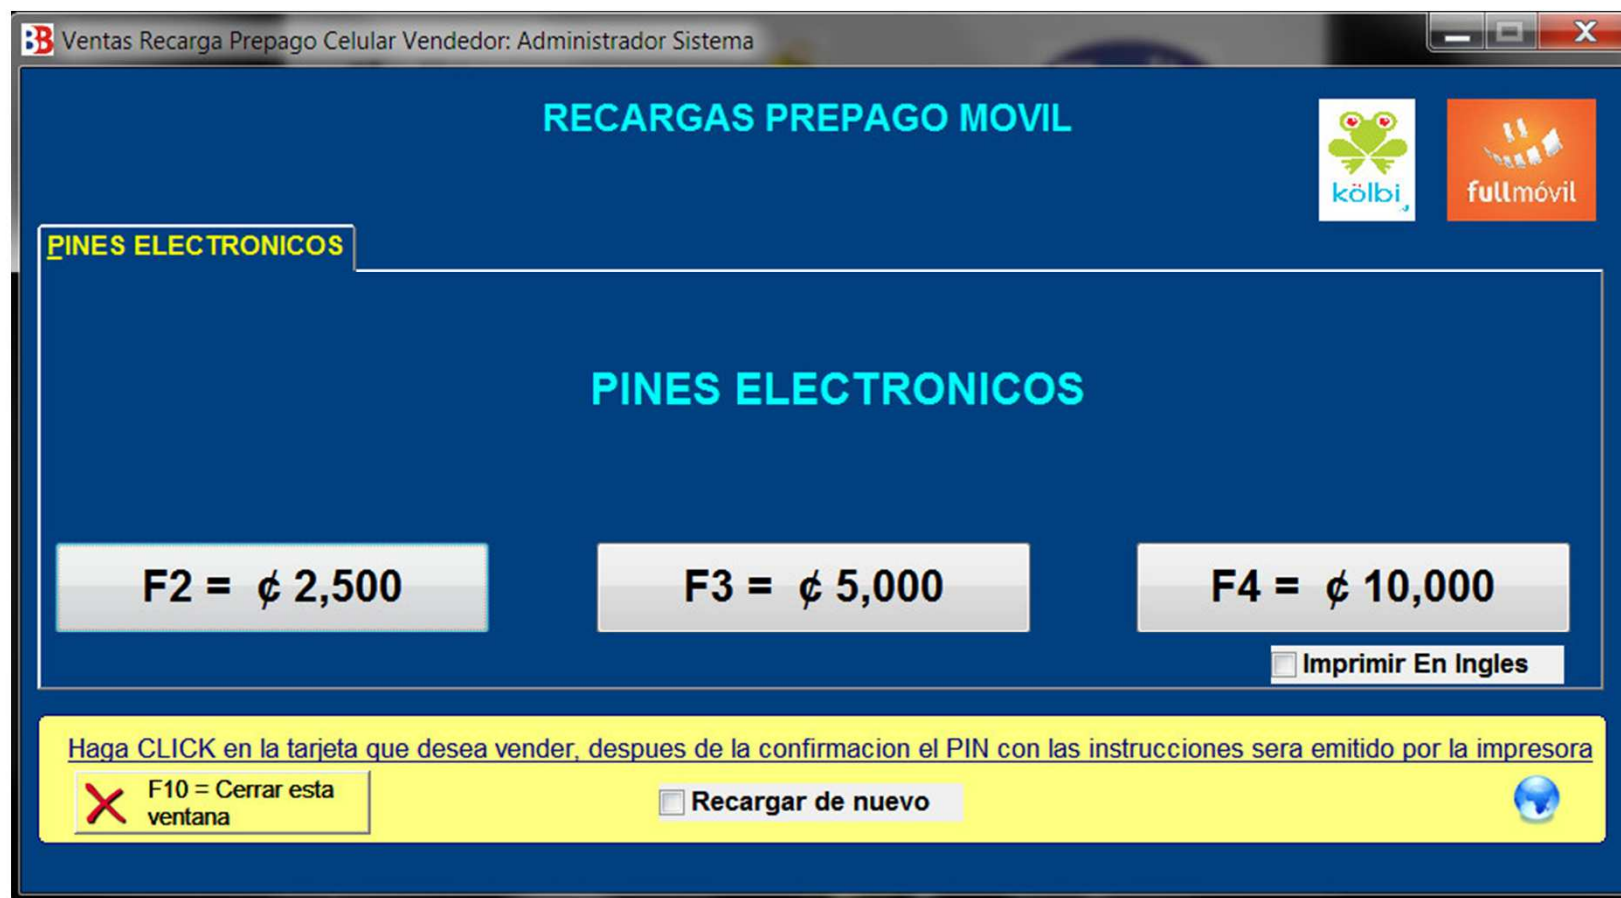 BB Ventas Recarga Prepago Celular Vendedor: Administrador Sistema
RECARGAS PREPAGO MOVIL
kölbi
fullmóvil
PINES ELECTRONICOS
PINES ELECTRONICOS
F2 = ¢ 2,500
F3 = ¢ 5,000
F4 = ¢ 10,000
Imprimir En Ingles
Haga CLICK en la tarjeta que desea vender, despues de la confirmacion el PIN con las instrucciones sera emitido por la impresora
F10 = Cerrar esta
ventana
Recargar de nuevo